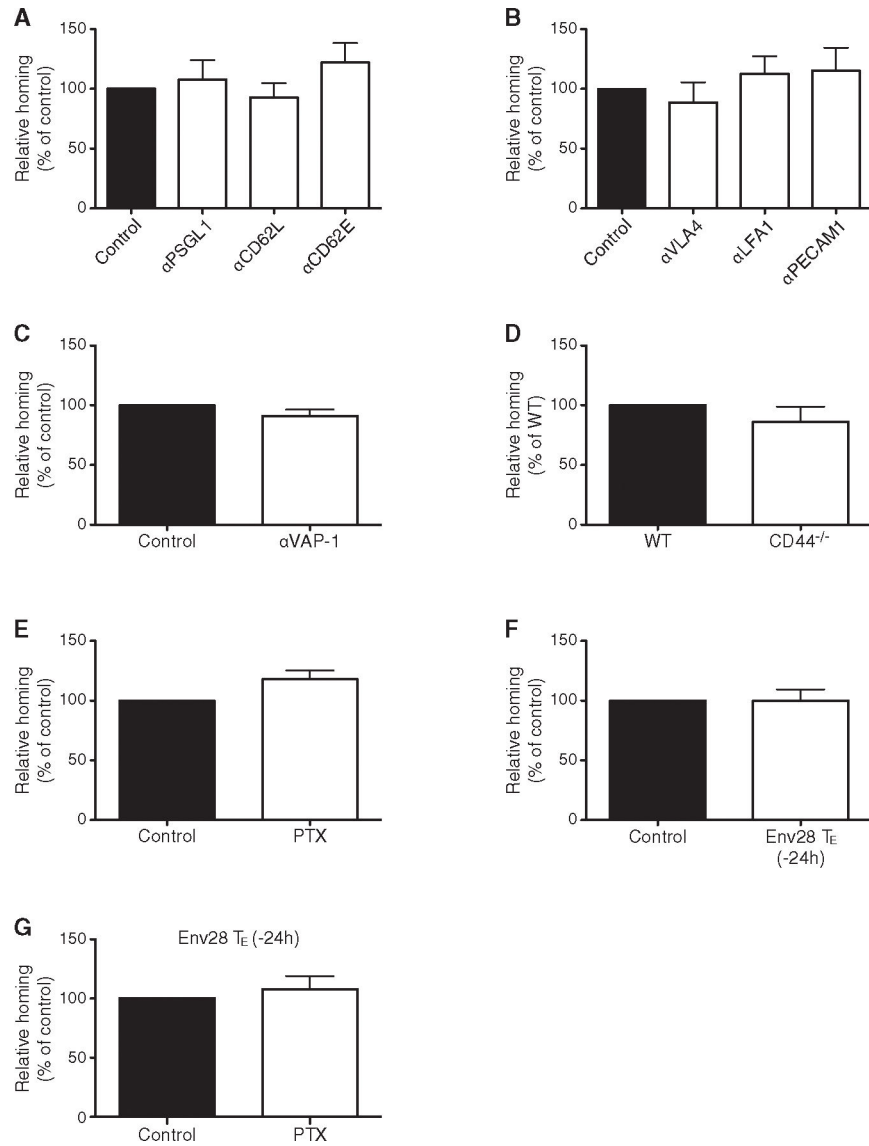 A
Relative homing
(% of control)
150
100
50
0
Control
αPSGL1
αCD62L
αCD62E
B
Relative homing
(% of control)
150
100
50
0
Control
αVLA4
αLFA1
αPECAM1
C
Relative homing
(% of control)
150
100
50
0
Control
αVAP-1
D
Relative homing
(% of WT)
150
100
50
0
WT
CD44-/-
E
Relative homing
(% of control)
150
100
50
0
Control
PTX
F
Relative homing
(% of control)
150
100
50
0
Control
Env28 TE
(-24h)
G
Env28 TE (-24h)
Relative homing
(% of control)
150
100
50
0
Control
PTX